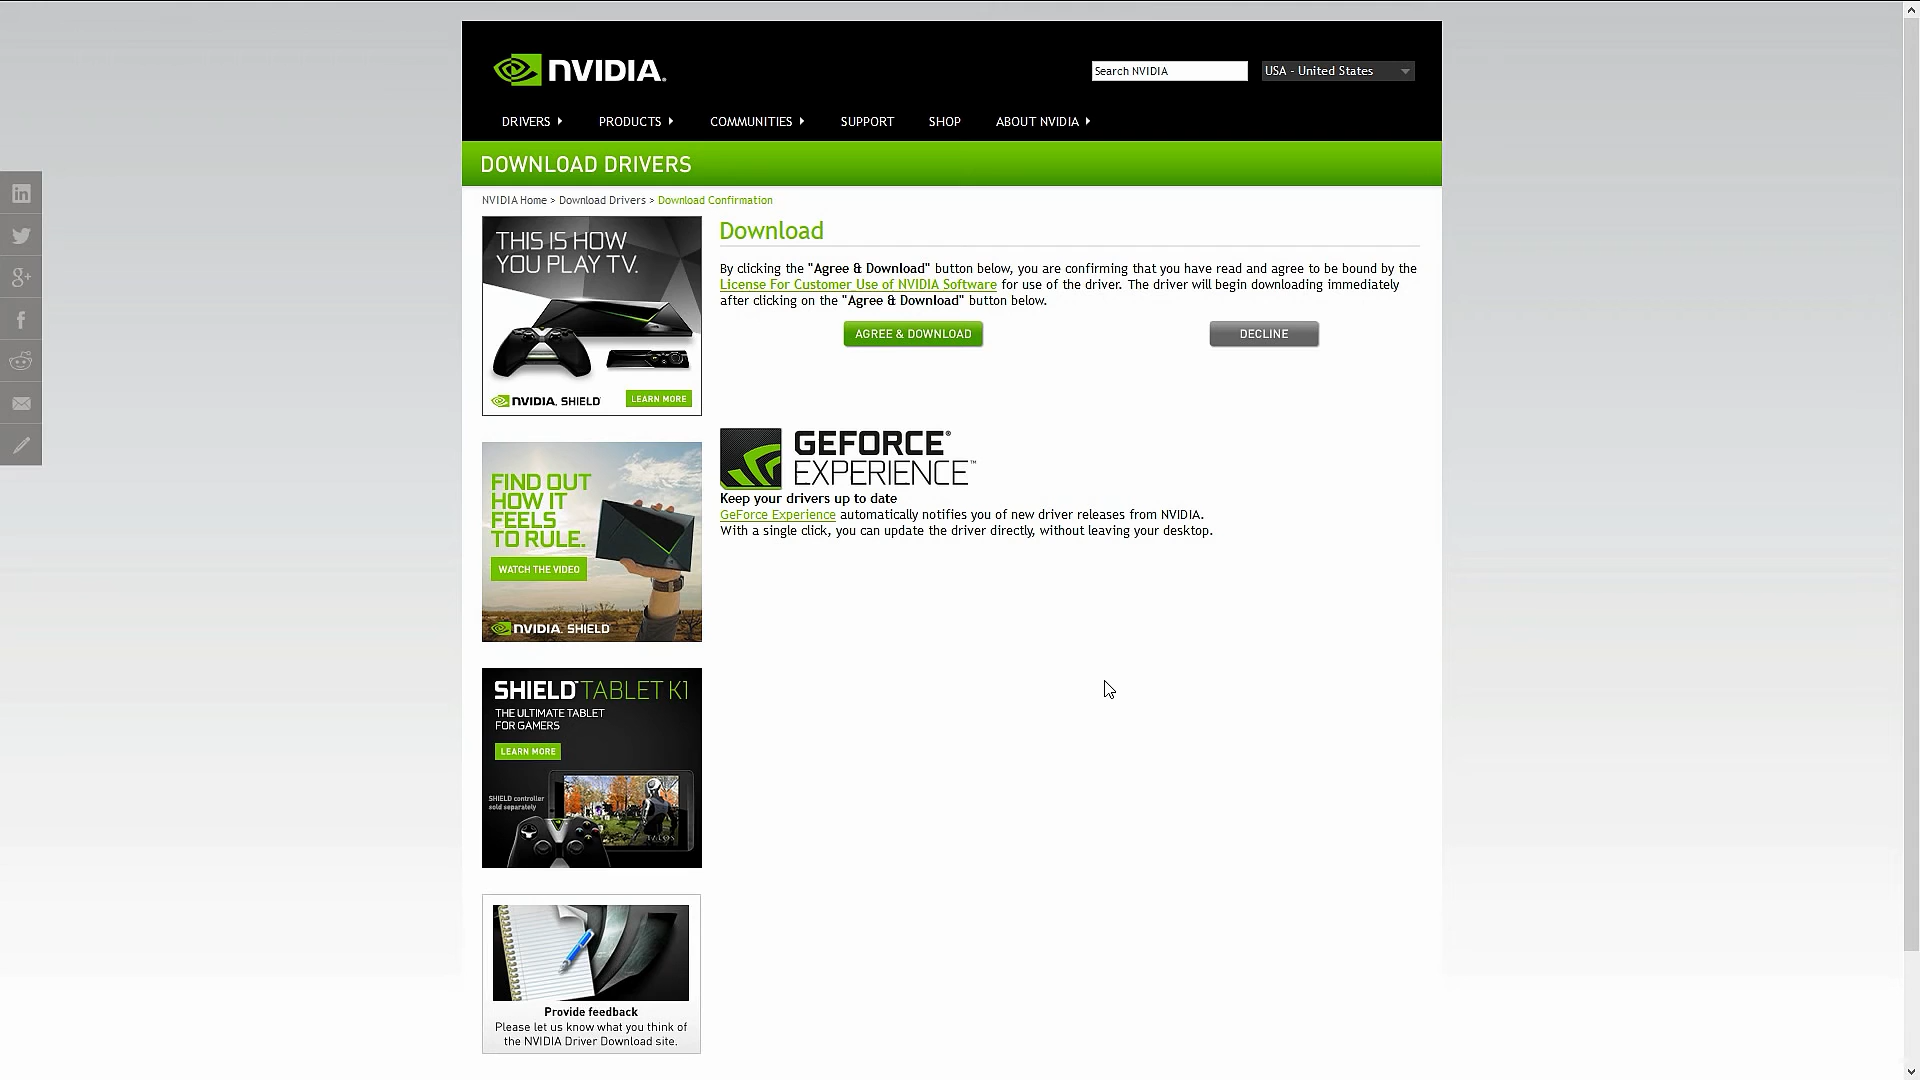 NVIDIA.
Search NVIDIA
USA - United States
DRIVERS
PRODUCTS
COMMUNITIES
SUPPORT
SHOP
ABOUT NVIDIA
DOWNLOAD DRIVERS
NVIDIA Home > Download Drivers > Download Confirmation
THIS IS HOW
YOU PLAY TV.
NVIDIA. SHIELD
LEARN MORE
Download
By clicking the "Agree & Download" button below, you are confirming that you have read and agree to be bound by the
License For Customer Use of NVIDIA Software for use of the driver. The driver will begin downloading immediately
after clicking on the "Agree & Download" button below.
AGREE & DOWNLOAD
DECLINE
GEFORCE®
EXPERIENCE™
Keep your drivers up to date
GeForce Experience automatically notifies you of new driver releases from NVIDIA.
With a single click, you can update the driver directly, without leaving your desktop.
FIND OUT
HOW IT
FEELS
TO RULE.
WATCH THE VIDEO
NVIDIA. SHIELD
SHIELD™ TABLET K1
THE ULTIMATE TABLET
FOR GAMERS
LEARN MORE
SHIELD controller
sold separately
TALOS
Provide feedback
Please let us know what you think of
the NVIDIA Driver Download site.
in
g+
f